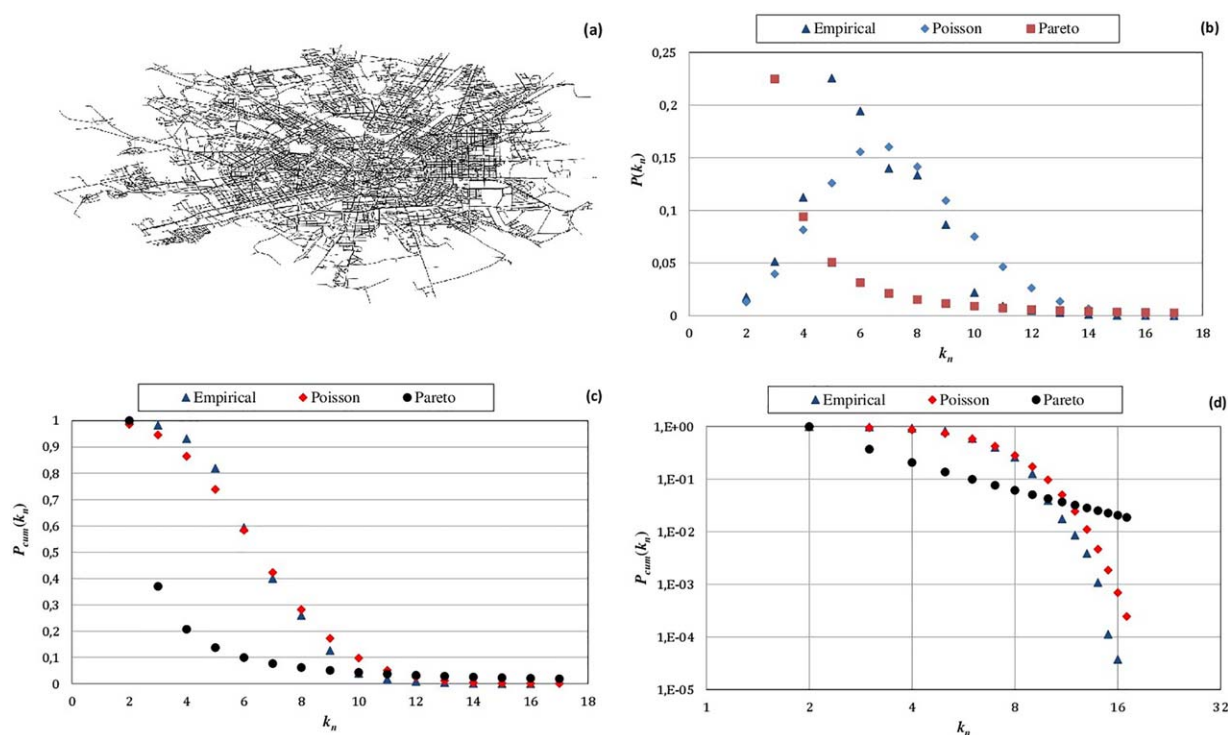 (a)
(b)
Empirical Poisson Pareto
0,25
0,2
0,15
0,1
0,05
0
P(kn)
0 2 4 6 8 10 12 14 16 18
kn
(c)
Empirical Poisson Pareto
1
0,9
0,8
0,7
0,6
0,5
0,4
0,3
0,2
0,1
0
Pcum(kn)
0 2 4 6 8 10 12 14 16 18
kn
(d)
Empirical Poisson Pareto
1,E+00
1,E-01
1,E-02
1,E-03
1,E-04
1,E-05
Pcum(kn)
1 2 4 8 16 32
kn